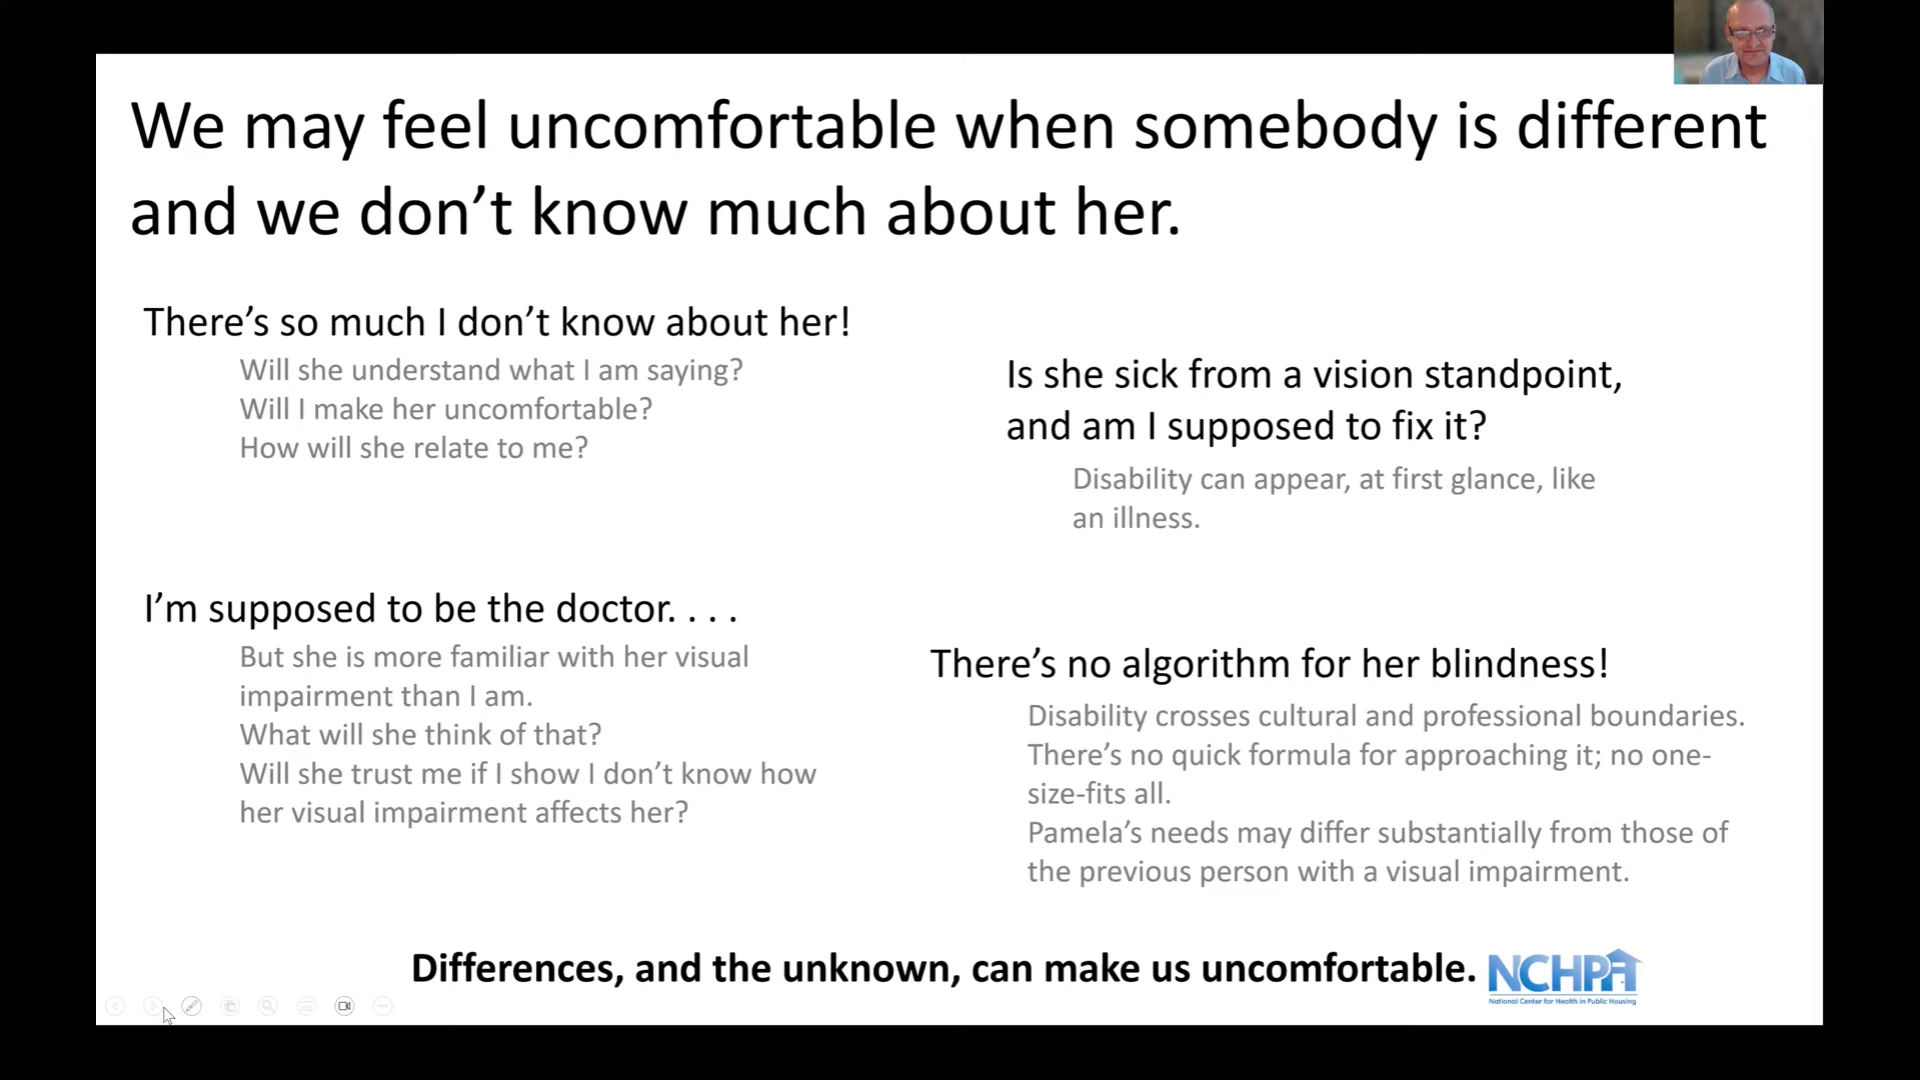 We may feel uncomfortable when somebody is different
and we don’t know much about her.
There’s so much I don’t know about her!
Will she understand what I am saying?
Will I make her uncomfortable?
How will she relate to me?
Is she sick from a vision standpoint,
and am I supposed to fix it?
Disability can appear, at first glance, like
an illness.
I’m supposed to be the doctor. . . .
But she is more familiar with her visual
impairment than I am.
What will she think of that?
Will she trust me if I show I don’t know how
her visual impairment affects her?
There’s no algorithm for her blindness!
Disability crosses cultural and professional boundaries.
There’s no quick formula for approaching it; no one-
size-fits all.
Pamela’s needs may differ substantially from those of
the previous person with a visual impairment.
Differences, and the unknown, can make us uncomfortable.
NCHPH
National Center for Health in Public Housing